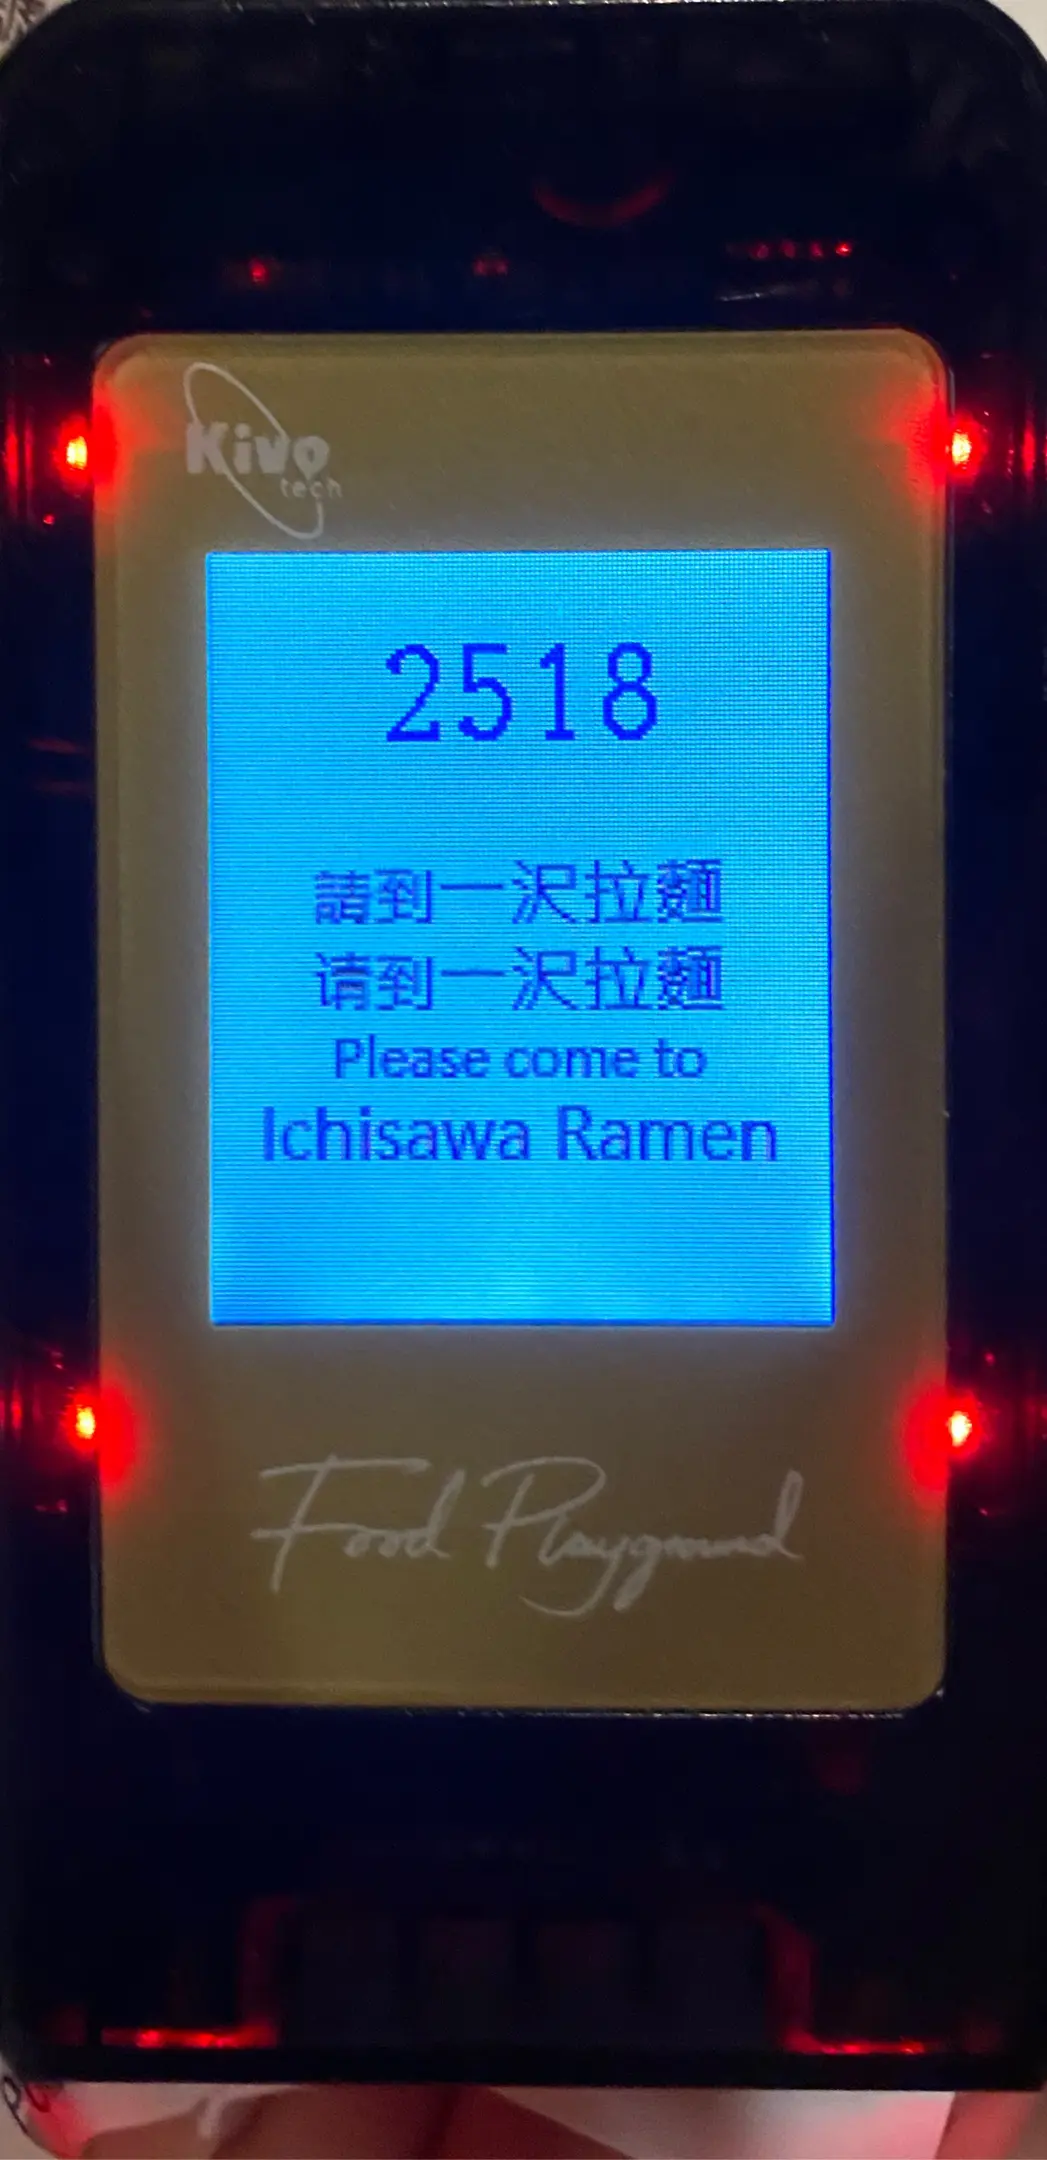 Kivo
tech
2518
請到一沢拉麵
请到一沢拉麵
Please come to
Ichisawa Ramen
Food Playground